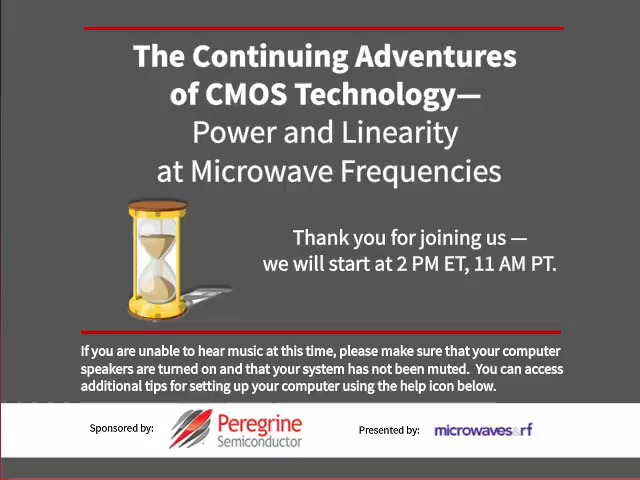 The Continuing Adventures
of CMOS Technology—
Power and Linearity
at Microwave Frequencies
Thank you for joining us —
we will start at 2 PM ET, 11 AM PT.
If you are unable to hear music at this time, please make sure that your computer
speakers are turned on and that your system has not been muted.  You can access
additional tips for setting up your computer using the help icon below.
Sponsored by:
Peregrine
Semiconductor
Presented by:
microwaves&rf